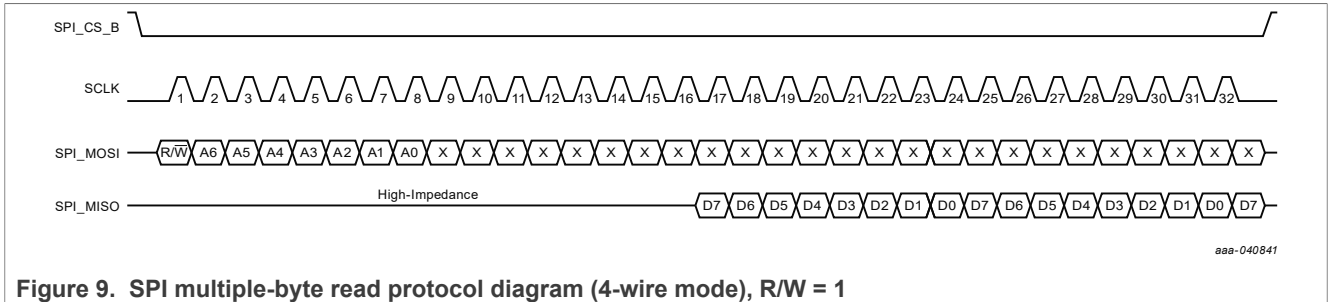 SPI_CS_B
SCLK 1 2 3 4 5 6 7 8 9 10 11 12 13 14 15 16 17 18 19 20 21 22 23 24 25 26 27 28 29 30 31 32
SPI_MOSI R/W̅ A6 A5 A4 A3 A2 A1 A0 X X X X X X X X X X X X X X X X X X X X X X X X X
SPI_MISO High-Impedance D7 D6 D5 D4 D3 D2 D1 D0 D7 D6 D5 D4 D3 D2 D1 D0 D7
aaa-040841
Figure 9. SPI multiple-byte read protocol diagram (4-wire mode), R/W = 1